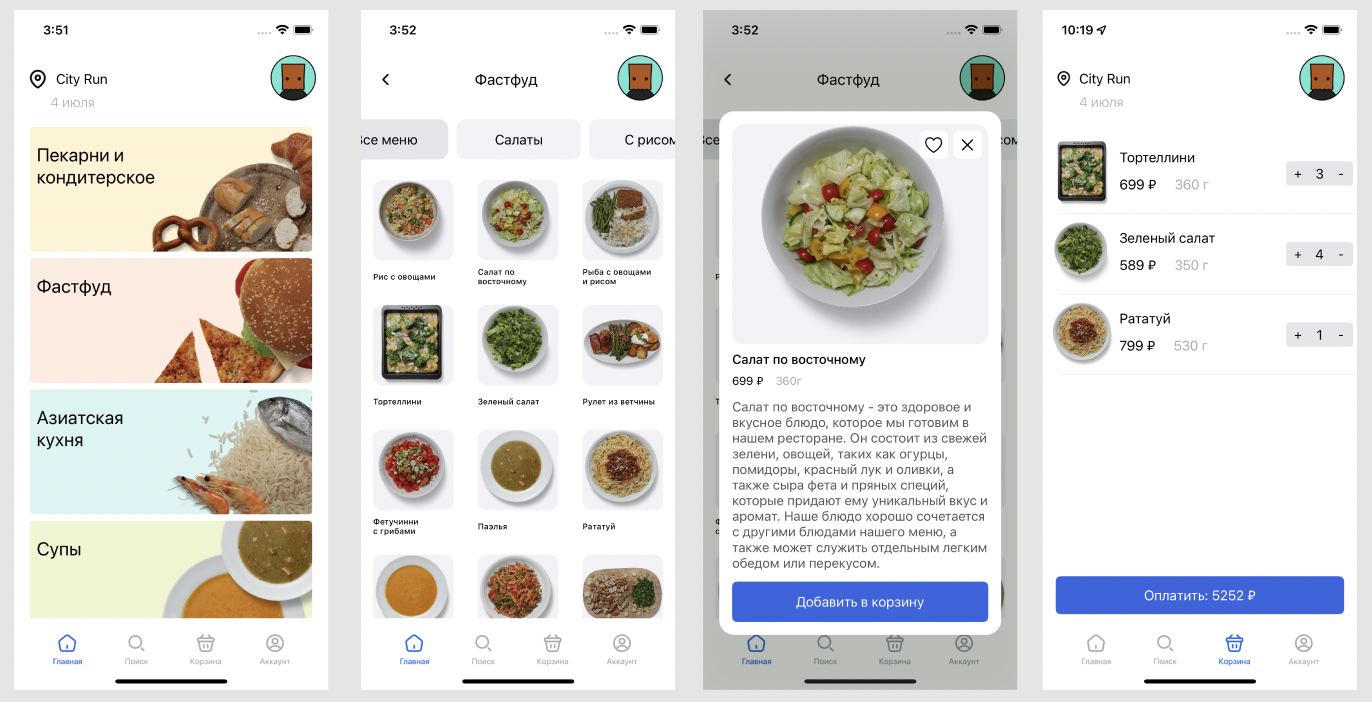 3:51
City Run
4 июля
Пекарни и
кондитерское
Фастфуд
Азиатская
кухня
Супы
Главная
Поиск
Корзина
Аккаунт
3:52
Фастфуд
Все меню
Салаты
С рисом
Рис с овощами
Салат по
восточному
Рыба с овощами
и рисом
Тортеллини
Зеленый салат
Рулет из ветчины
Фетучинни
с грибами
Паэлья
Рататуй
Главная
Поиск
Корзина
Аккаунт
3:52
Фастфуд
Салат по восточному
699 ₽ 360г
Салат по восточному - это здоровое и
вкусное блюдо, которое мы готовим в
нашем ресторане. Он состоит из свежей
зелени, овощей, таких как огурцы,
помидоры, красный лук и оливки, а
также сыра фета и пряных специй,
которые придают ему уникальный вкус и
аромат. Наше блюдо хорошо сочетается
с другими блюдами нашего меню, а
также может служить отдельным легким
обедом или перекусом.
Добавить в корзину
Главная
Поиск
Корзина
Аккаунт
10:19
City Run
4 июля
Тортеллини
699 ₽ 360 г
+ 3 -
Зеленый салат
589 ₽ 350 г
+ 4 -
Рататуй
799 ₽ 530 г
+ 1 -
Оплатить: 5252 ₽
Главная
Поиск
Корзина
Аккаунт